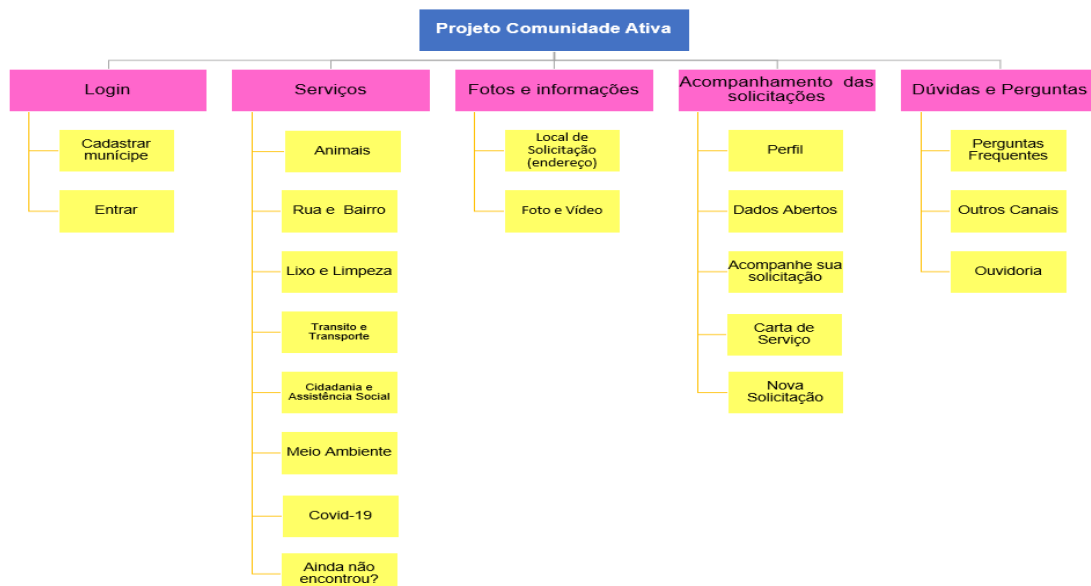 Projeto Comunidade Ativa
Login
Cadastrar
munícipe
Entrar
Serviços
Animais
Rua e Bairro
Lixo e Limpeza
Transito e
Transporte
Cidadania e
Assistência Social
Meio Ambiente
Covid-19
Ainda não
encontrou?
Fotos e informações
Local de
Solicitação
(endereço)
Foto e Vídeo
Acompanhamento das
solicitações
Perfil
Dados Abertos
Acompanhe sua
solicitação
Carta de
Serviço
Nova
Solicitação
Dúvidas e Perguntas
Perguntas
Frequentes
Outros Canais
Ouvidoria